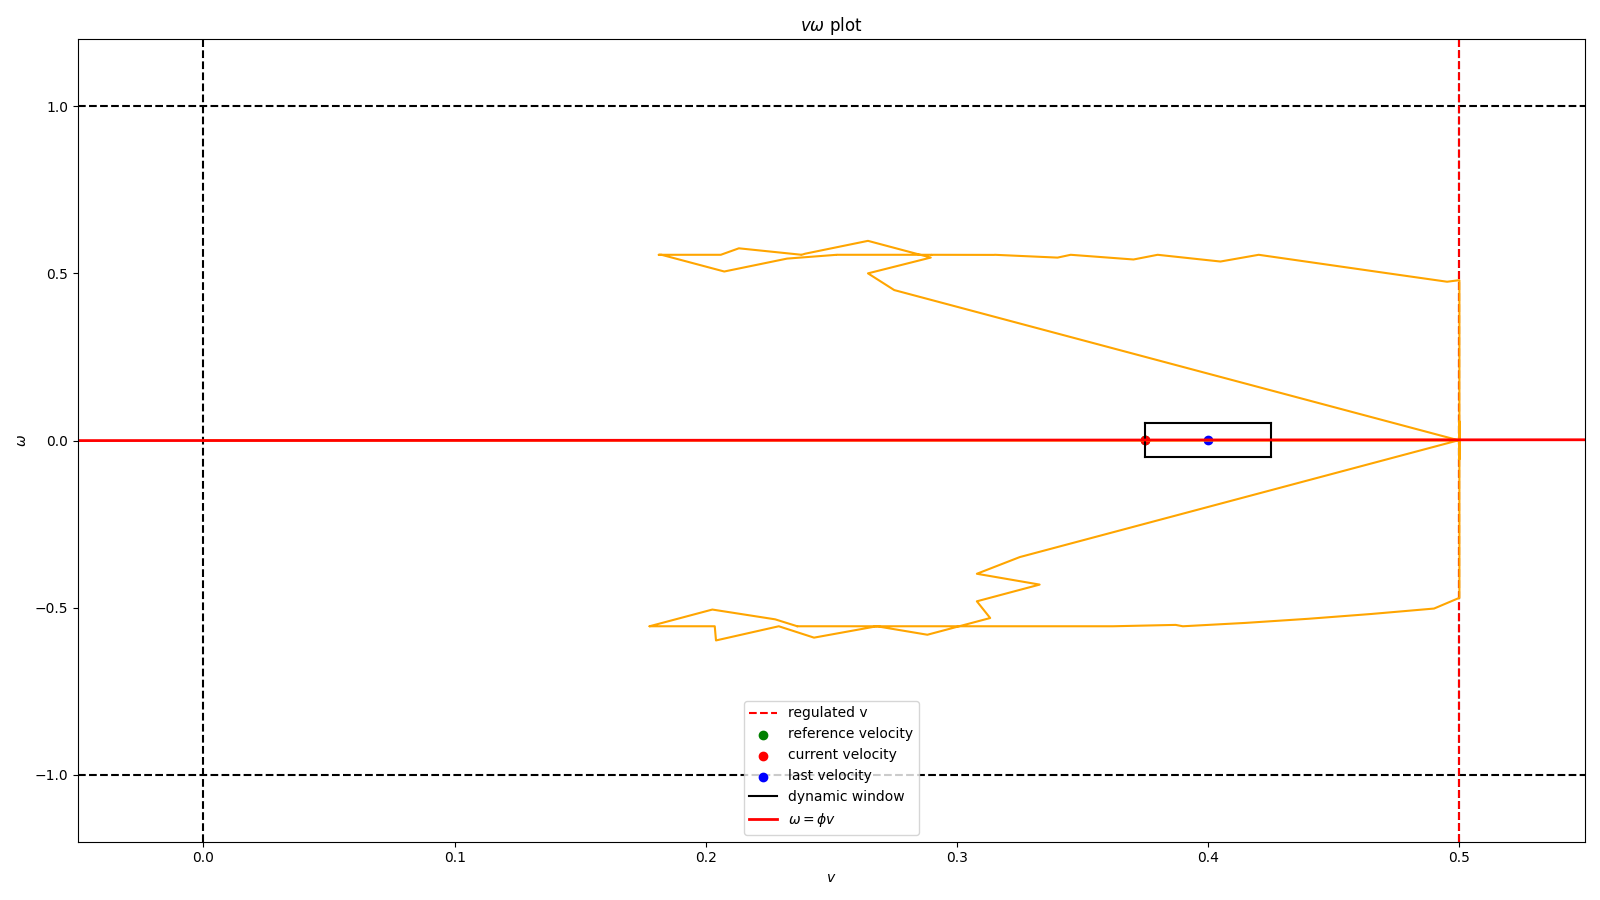 vω plot
1.0
0.5
0.0
−0.5
−1.0
ω
regulated v
reference velocity
current velocity
last velocity
dynamic window
ω = ϕv
0.0 0.1 0.2 0.3 0.4 0.5
v